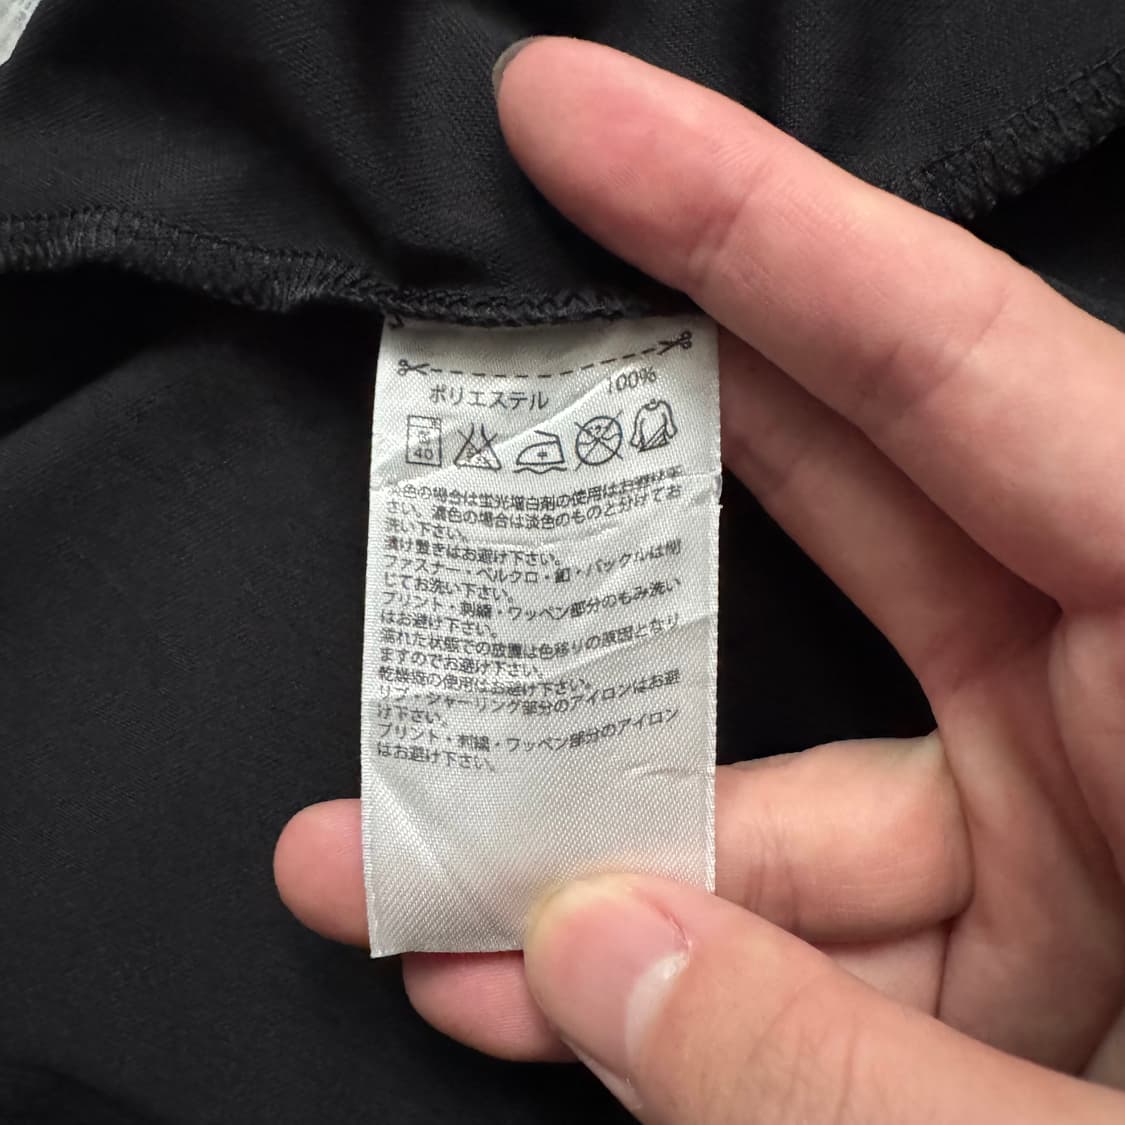 ポリエステル 100%
40
淡色の場合は蛍光増白剤の使用はお避け下
さい。濃色の場合は淡色のものと分けてお
洗い下さい。
漬け置きはお避け下さい。
ファスナー・ベルクロ・釦・バックルは閉
じてお洗い下さい。
プリント・刺繍・ワッペン部分のもみ洗い
はお避け下さい。
濡れた状態での放置は色移りの原因となり
ますのでお避け下さい。
乾燥機の使用はお避け下さい。
リブ・シャーリング部分のアイロンはお避
け下さい。
プリント・刺繍・ワッペン部分のアイロン
はお避け下さい。